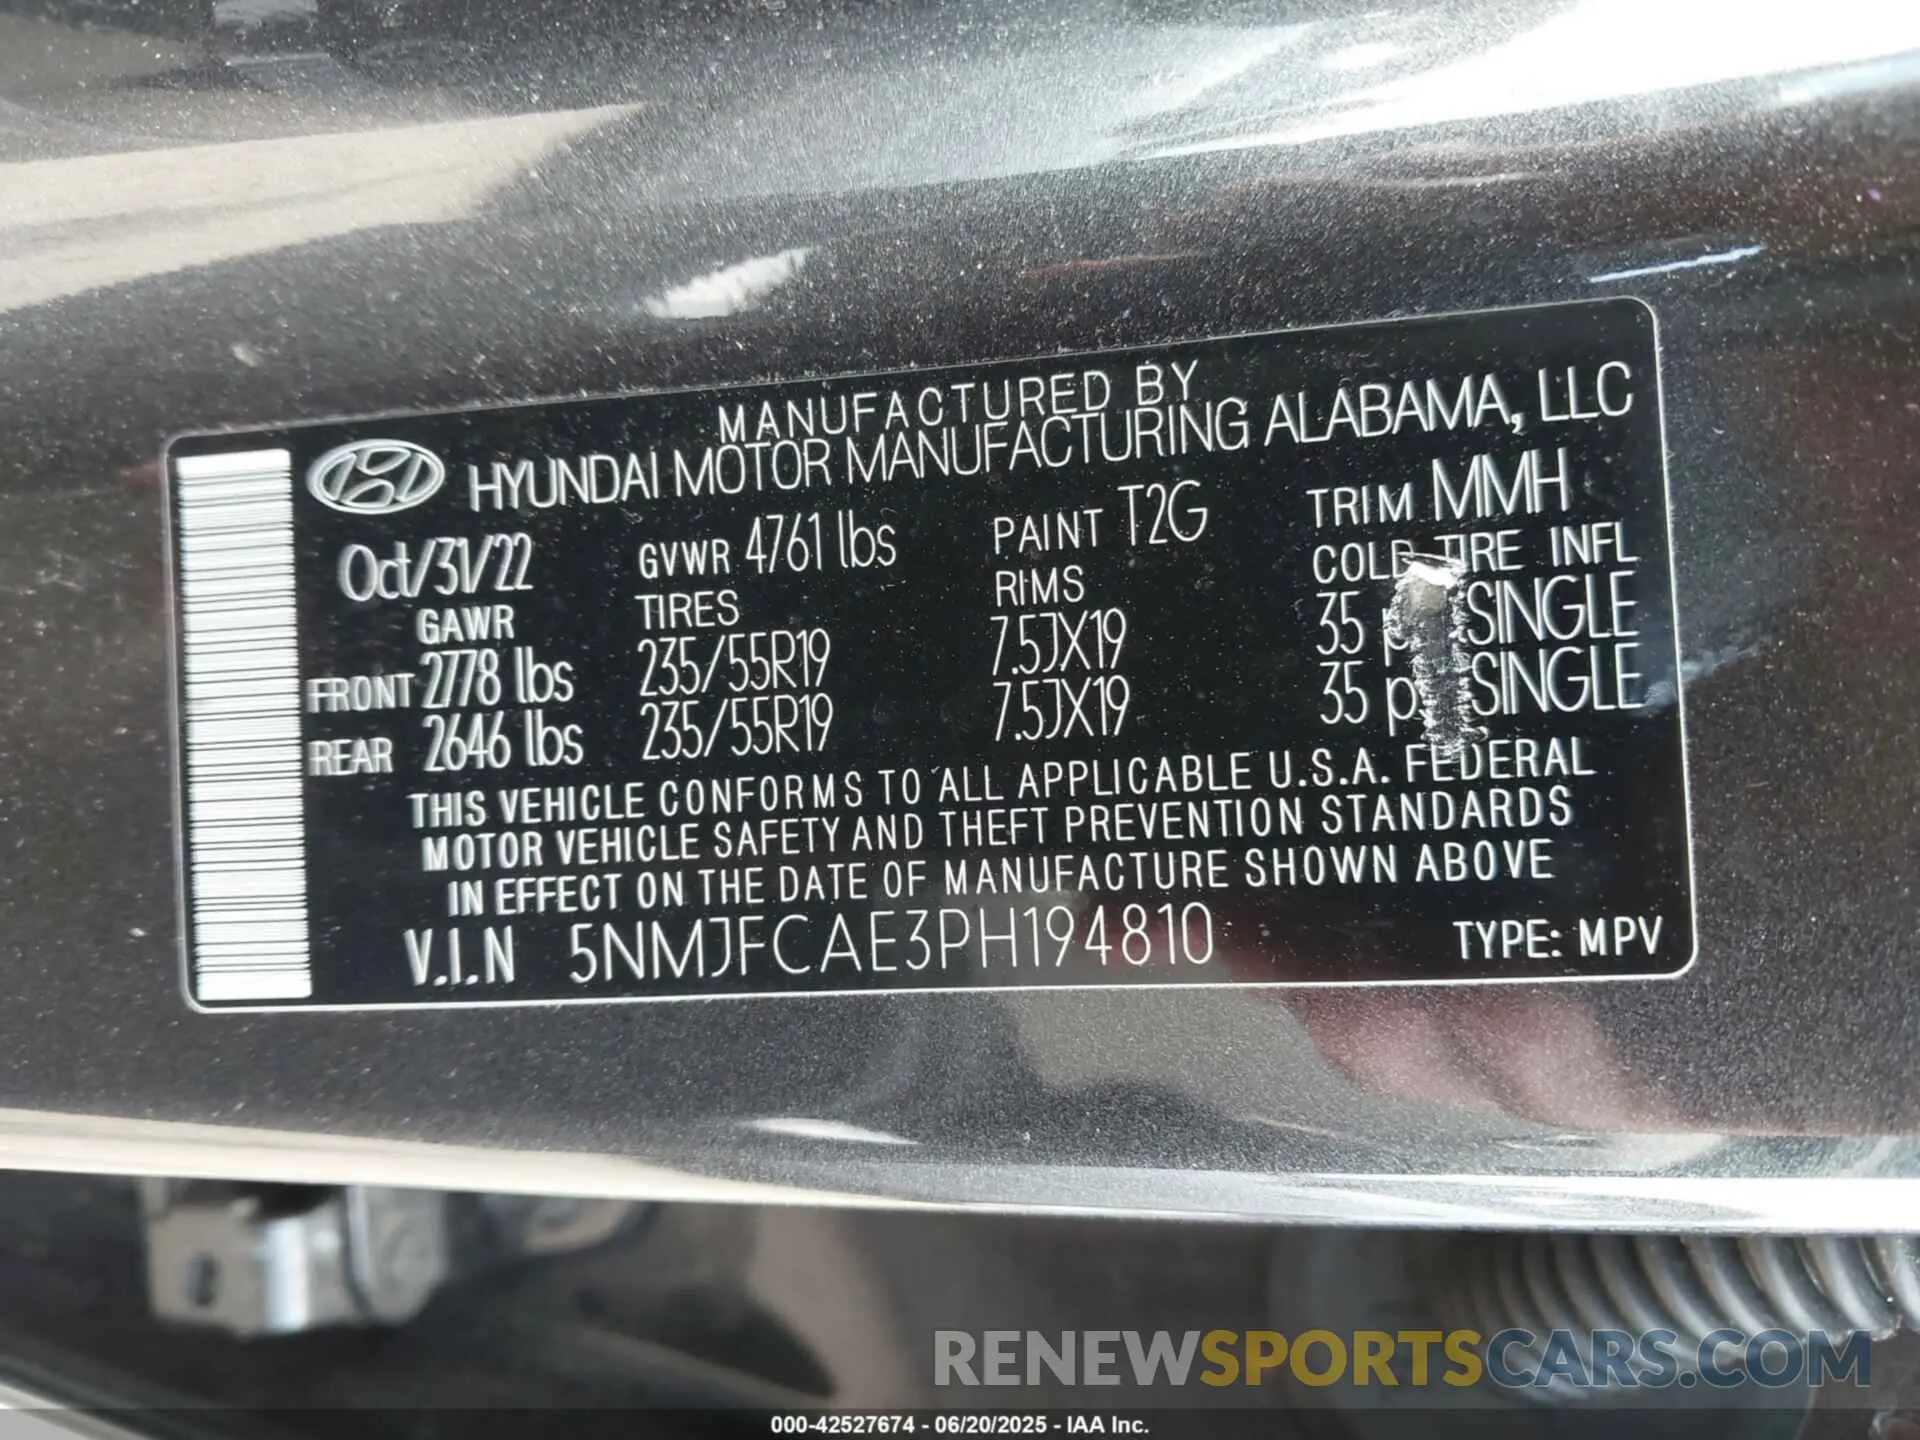 MANUFACTURED BY
HYUNDAI MOTOR MANUFACTURING ALABAMA, LLC
Oct/31/22 GVWR 4761 lbs PAINT T2G TRIM MMH
GAWR TIRES RIMS COLD TIRE INFL
FRONT 2778 lbs 235/55R19 7.5JX19 35 SINGLE
REAR 2646 lbs 235/55R19 7.5JX19 35 SINGLE
THIS VEHICLE CONFORMS TO ALL APPLICABLE U.S.A. FEDERAL
MOTOR VEHICLE SAFETY AND THEFT PREVENTION STANDARDS
IN EFFECT ON THE DATE OF MANUFACTURE SHOWN ABOVE
V.I.N 5NMJFCAE3PH194810 TYPE: MPV
RENEWSPORTSCARS.COM
000-42527674 - 06/20/2025 - IAA Inc.